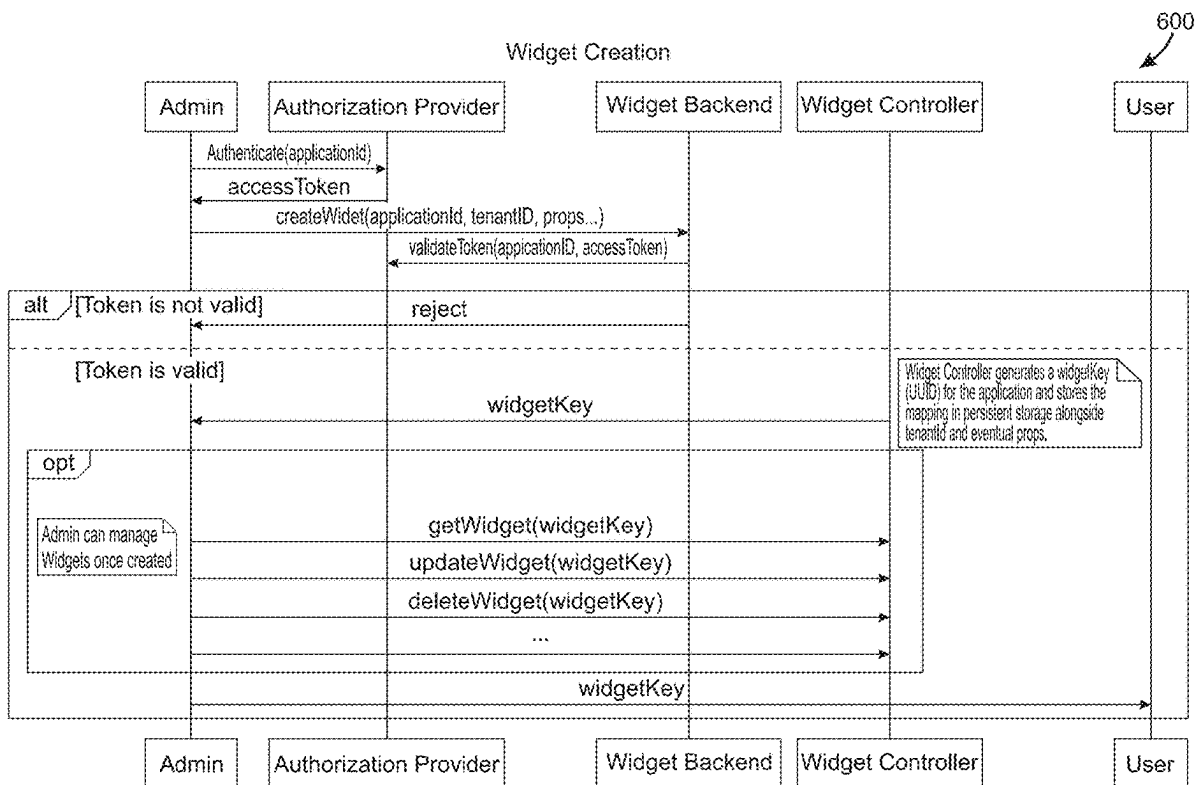 600
Widget Creation
Admin
Authorization Provider
Widget Backend
Widget Controller
User
Authenticate(applicationId)
accessToken
createWidet(applicationId, tenantID, props...)
validateToken(appicationID, accessToken)
alt
[Token is not valid]
reject
[Token is valid]
Widget Controller generates a widgetKey
(UUID) for the application and stores the
mapping in persistent storage alongside
tenantId and eventual props.
widgetKey
opt
Admin can manage
Widgets once created
getWidget(widgetKey)
updateWidget(widgetKey)
deleteWidget(widgetKey)
...
widgetKey
Admin
Authorization Provider
Widget Backend
Widget Controller
User